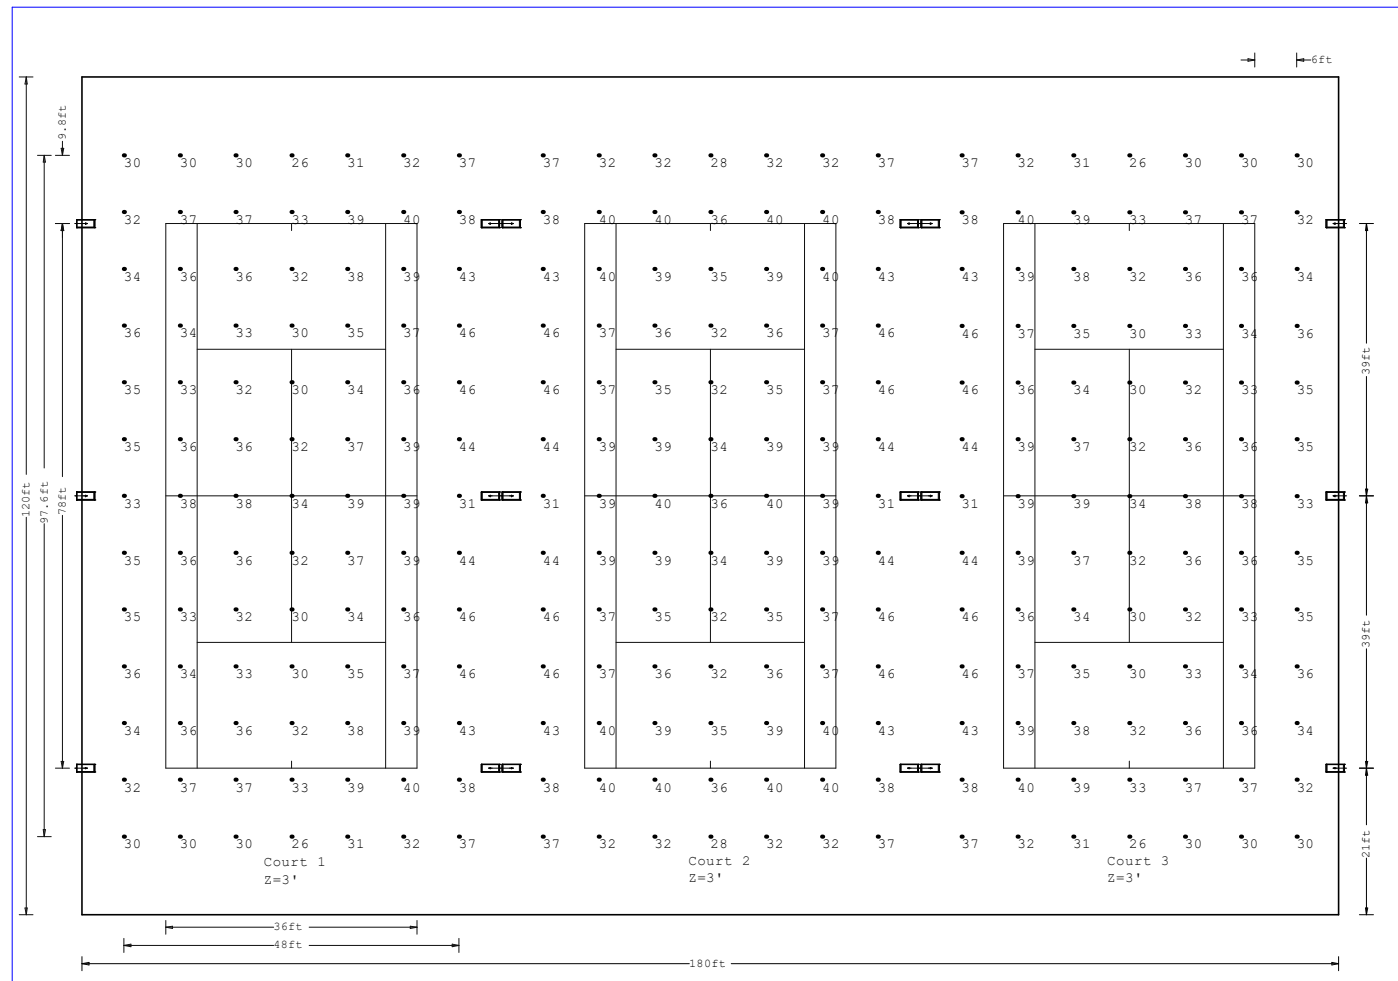 6ft
9.8ft
30 30 30 26 31 32 37 37 32 32 28 32 32 37 37 32 31 26 30 30 30
32 37 37 33 39 40 38 38 40 40 36 40 40 38 38 40 39 33 37 37 32
34 36 36 32 38 39 43 43 40 39 35 39 40 43 43 39 38 32 36 36 34
36 34 33 30 35 37 46 46 37 36 32 36 37 46 46 37 35 30 33 34 36
39ft
35 33 32 30 34 36 46 46 37 35 32 35 37 46 46 36 34 30 32 33 35
35 36 36 32 37 39 44 44 39 39 34 39 39 44 44 39 37 32 36 36 35
120ft
97.6ft
78ft
33 38 38 34 39 39 31 31 39 40 36 40 39 31 31 39 39 34 38 38 33
35 36 36 32 37 39 44 44 39 39 34 39 39 44 44 39 37 32 36 36 35
35 33 32 30 34 36 46 46 37 35 32 35 37 46 46 36 34 30 32 33 35
39ft
36 34 33 30 35 37 46 46 37 36 32 36 37 46 46 37 35 30 33 34 36
34 36 36 32 38 39 43 43 40 39 35 39 40 43 43 39 38 32 36 36 34
32 37 37 33 39 40 38 38 40 40 36 40 40 38 38 40 39 33 37 37 32
30 30 30 26 31 32 37 37 32 32 28 32 32 37 37 32 31 26 30 30 30
21ft
Court 1 Court 2 Court 3
Z=3' Z=3' Z=3'
36ft
48ft
180ft